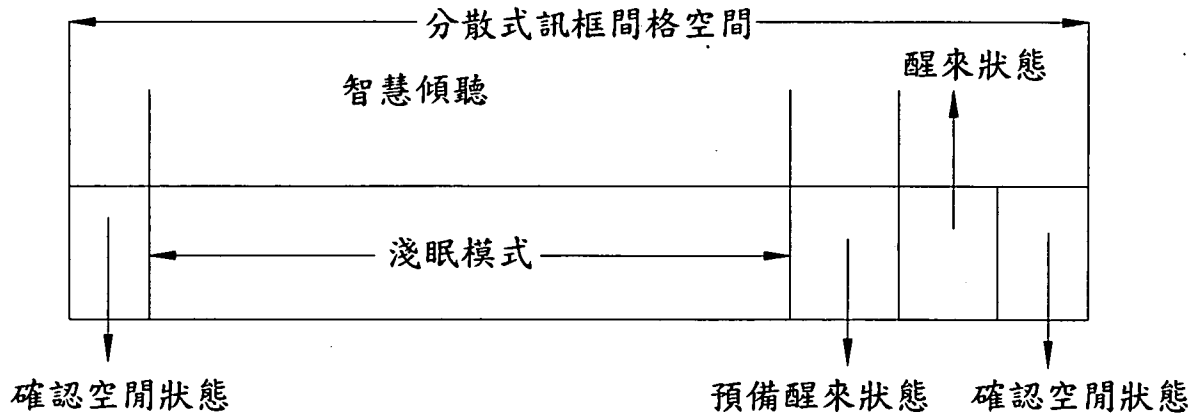 分散式訊框間格空間
醒來狀態
智慧傾聽
淺眠模式
確認空閒狀態
預備醒來狀態
確認空閒狀態